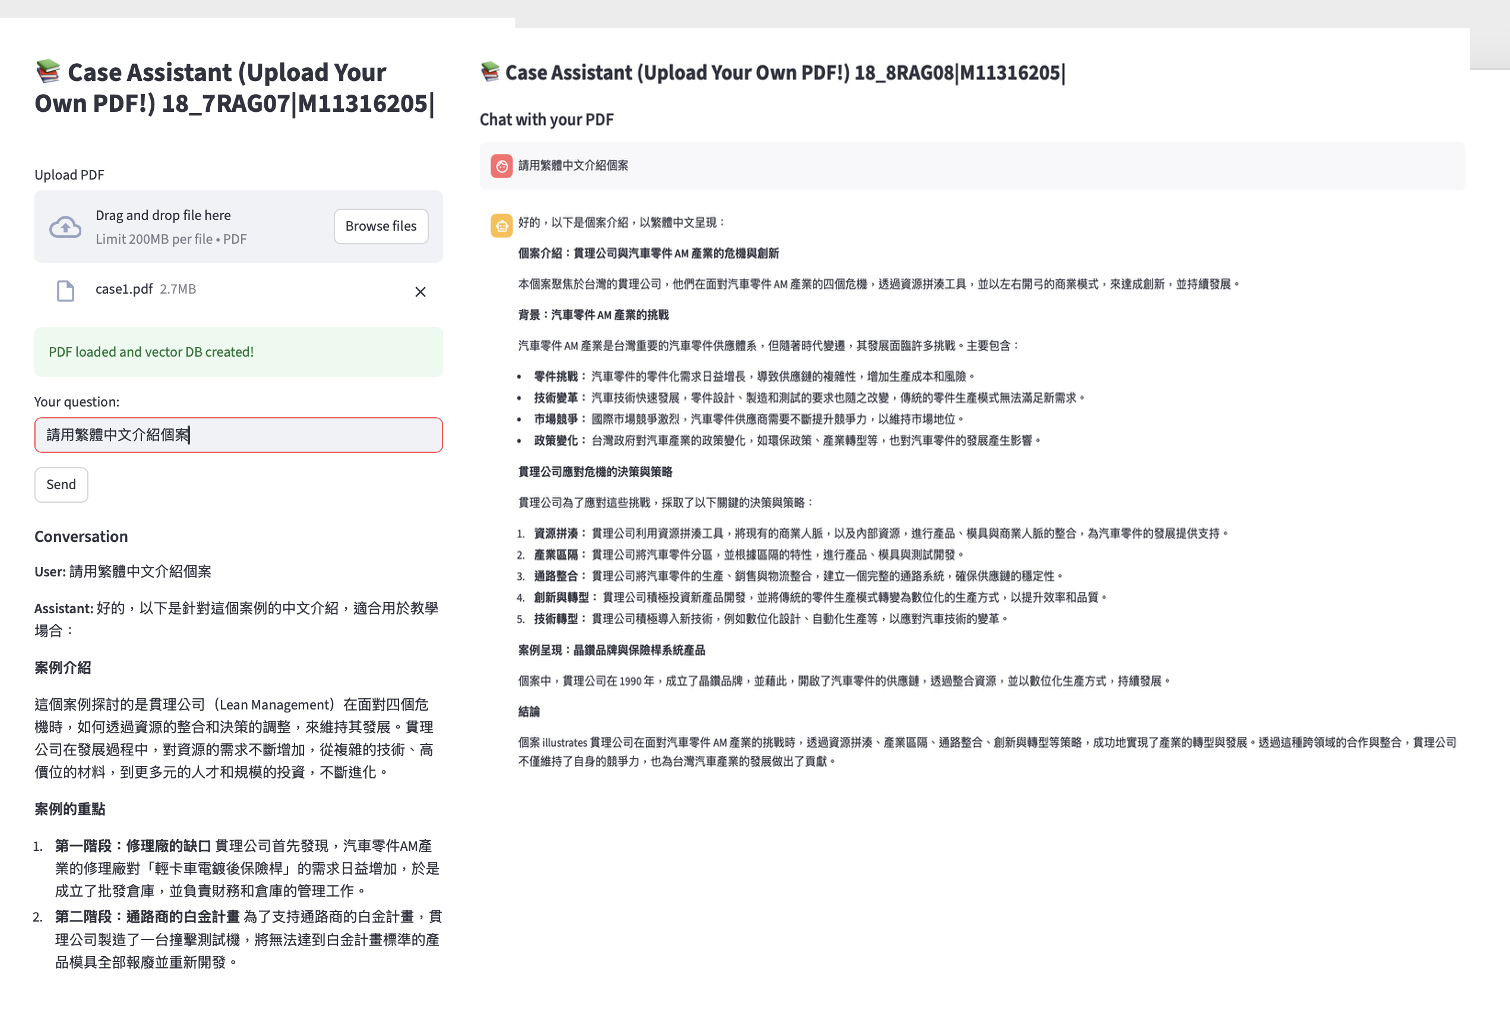 Case Assistant (Upload Your
Own PDF!) 18_7RAG07|M11316205|
Upload PDF
Drag and drop file here
Limit 200MB per file • PDF
Browse files
case1.pdf 2.7MB
PDF loaded and vector DB created!
Your question:
請用繁體中文介紹個案
Send
Conversation
User: 請用繁體中文介紹個案
Assistant: 好的，以下是針對這個案例的中文介紹，適合用於教學
場合：
案例介紹
這個案例探討的是貫理公司（Lean Management）在面對四個危
機時，如何透過資源的整合和決策的調整，來維持其發展。貫理
公司在發展過程中，對資源的需求不斷增加，從複雜的技術、高
價位的材料，到更多元的人才和規模的投資，不斷進化。
案例的重點
1. 第一階段：修理廠的缺口 貫理公司首先發現，汽車零件AM產
業的修理廠對「輕卡車電鍍後保險桿」的需求日益增加，於是
成立了批發倉庫，並負責財務和倉庫的管理工作。
2. 第二階段：通路商的白金計畫 為了支持通路商的白金計畫，貫
理公司製造了一台撞擊測試機，將無法達到白金計畫標準的產
品模具全部報廢並重新開發。
Case Assistant (Upload Your Own PDF!) 18_8RAG08|M11316205|
Chat with your PDF
請用繁體中文介紹個案
好的，以下是個案介紹，以繁體中文呈現：
個案介紹：貫理公司與汽車零件 AM 產業的危機與創新
本個案聚焦於台灣的貫理公司，他們在面對汽車零件 AM 產業的四個危機，透過資源拼湊工具，並以左右開弓的商業模式，來達成創新，並持續發展。
背景：汽車零件 AM 產業的挑戰
汽車零件 AM 產業是台灣重要的汽車零件供應體系，但隨著時代變遷，其發展面臨許多挑戰。主要包含：
• 零件挑戰： 汽車零件的零件化需求日益增長，導致供應鏈的複雜性，增加生產成本和風險。
• 技術變革： 汽車技術快速發展，零件設計、製造和測試的要求也隨之改變，傳統的零件生產模式無法滿足新需求。
• 市場競爭： 國際市場競爭激烈，汽車零件供應商需要不斷提升競爭力，以維持市場地位。
• 政策變化： 台灣政府對汽車產業的政策變化，如環保政策、產業轉型等，也對汽車零件的發展產生影響。
貫理公司應對危機的決策與策略
貫理公司為了應對這些挑戰，採取了以下關鍵的決策與策略：
1. 資源拼湊： 貫理公司利用資源拼湊工具，將現有的商業人脈，以及內部資源，進行產品、模具與商業人脈的整合，為汽車零件的發展提供支持。
2. 產業區隔： 貫理公司將汽車零件分區，並根據區隔的特性，進行產品、模具與測試開發。
3. 通路整合： 貫理公司將汽車零件的生產、銷售與物流整合，建立一個完整的通路系統，確保供應鏈的穩定性。
4. 創新與轉型： 貫理公司積極投資新產品開發，並將傳統的零件生產模式轉變為數位化的生產方式，以提升效率和品質。
5. 技術轉型： 貫理公司積極導入新技術，例如數位化設計、自動化生產等，以應對汽車技術的變革。
案例呈現：晶鑽品牌與保險桿系統產品
個案中，貫理公司在 1990 年，成立了晶鑽品牌，並藉此，開啟了汽車零件的供應鏈，透過整合資源，並以數位化生產方式，持續發展。
結論
個案 illustrates 貫理公司在面對汽車零件 AM 產業的挑戰時，透過資源拼湊、產業區隔、通路整合、創新與轉型等策略，成功地實現了產業的轉型與發展。透過這種跨領域的合作與整合，貫理公司
不僅維持了自身的競爭力，也為台灣汽車產業的發展做出了貢獻。